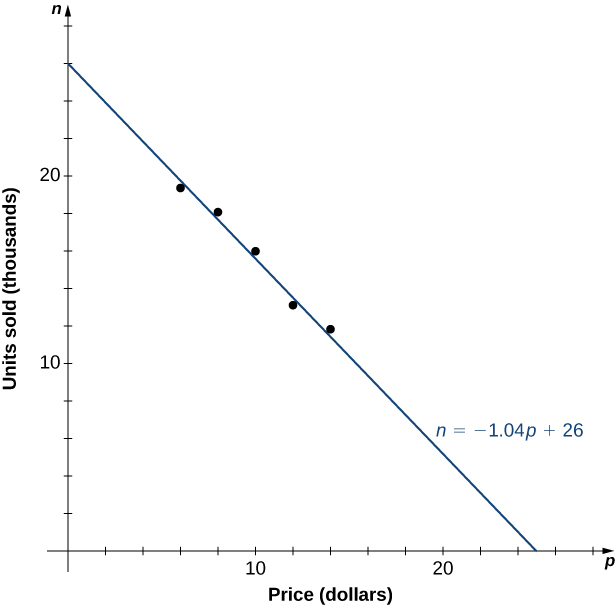 n
20
Units sold (thousands)
10
n = −1.04p + 26
10
20
p
Price (dollars)